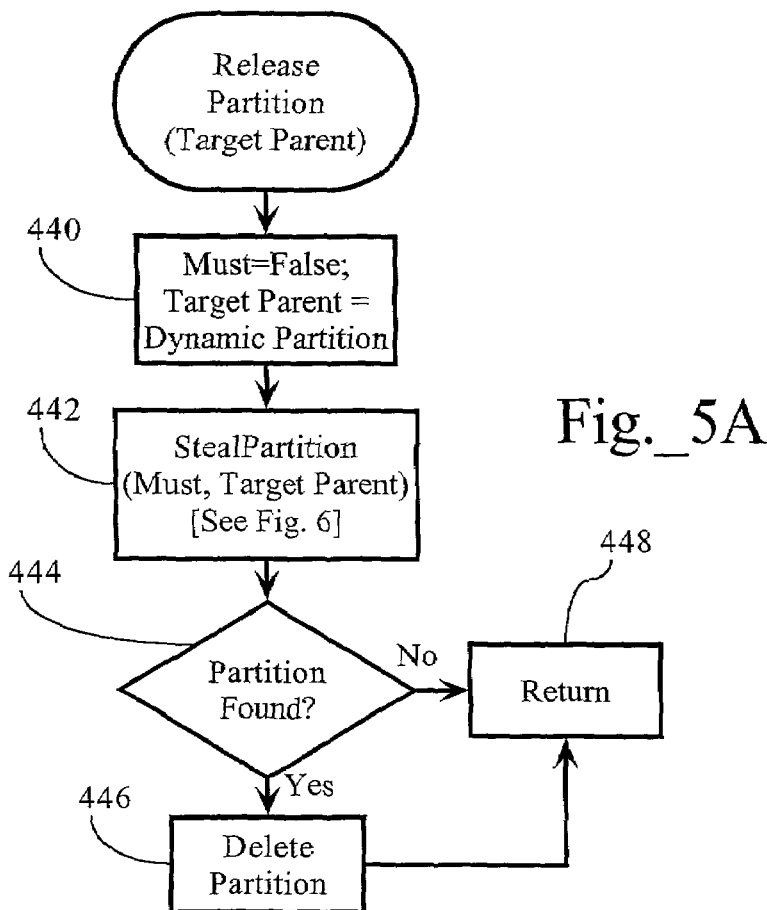 Release
Partition
(Target Parent)
440
Must=False;
Target Parent =
Dynamic Partition
442
StealPartition
(Must, Target Parent)
[See Fig. 6]
Fig._5A
444
Partition
Found?
No
448
Return
Yes
446
Delete
Partition